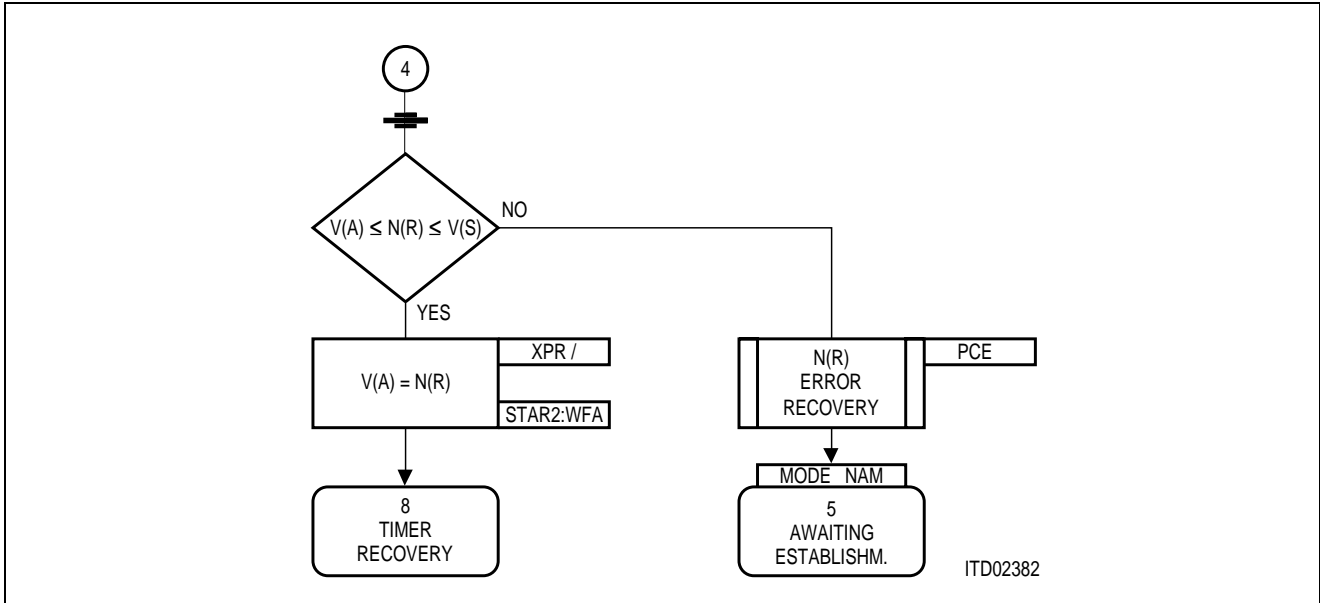 4
V(A) ≤ N(R) ≤ V(S)
NO
YES
V(A) = N(R)
XPR /
STAR2:WFA
N(R)
ERROR
RECOVERY
PCE
8
TIMER
RECOVERY
MODE NAM
5
AWAITING
ESTABLISHM.
ITD02382